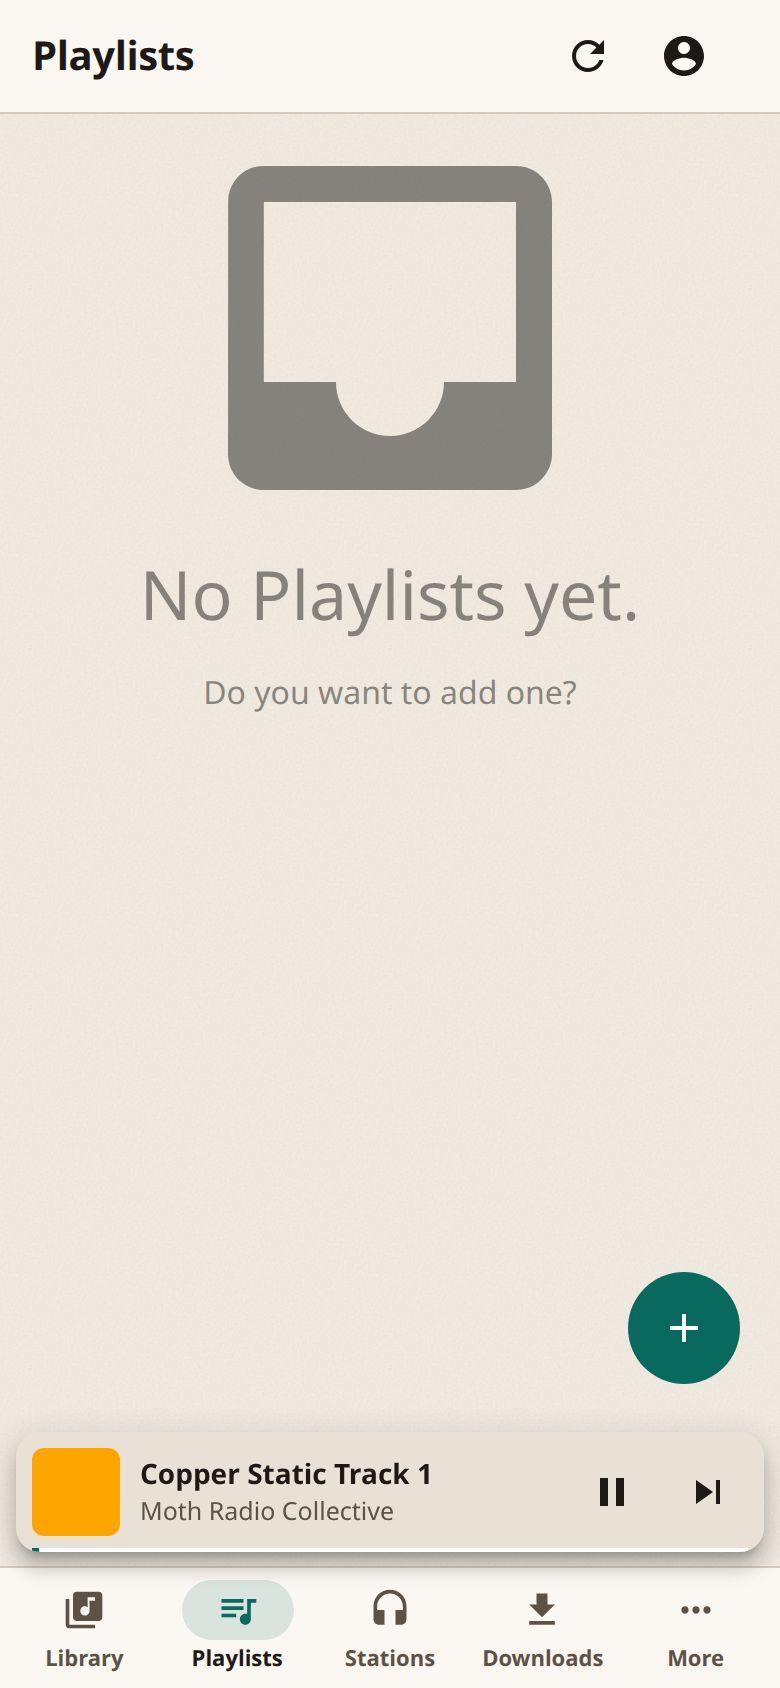 Playlists
No Playlists yet.
Do you want to add one?
Copper Static Track 1
Moth Radio Collective
Library
Playlists
Stations
Downloads
More